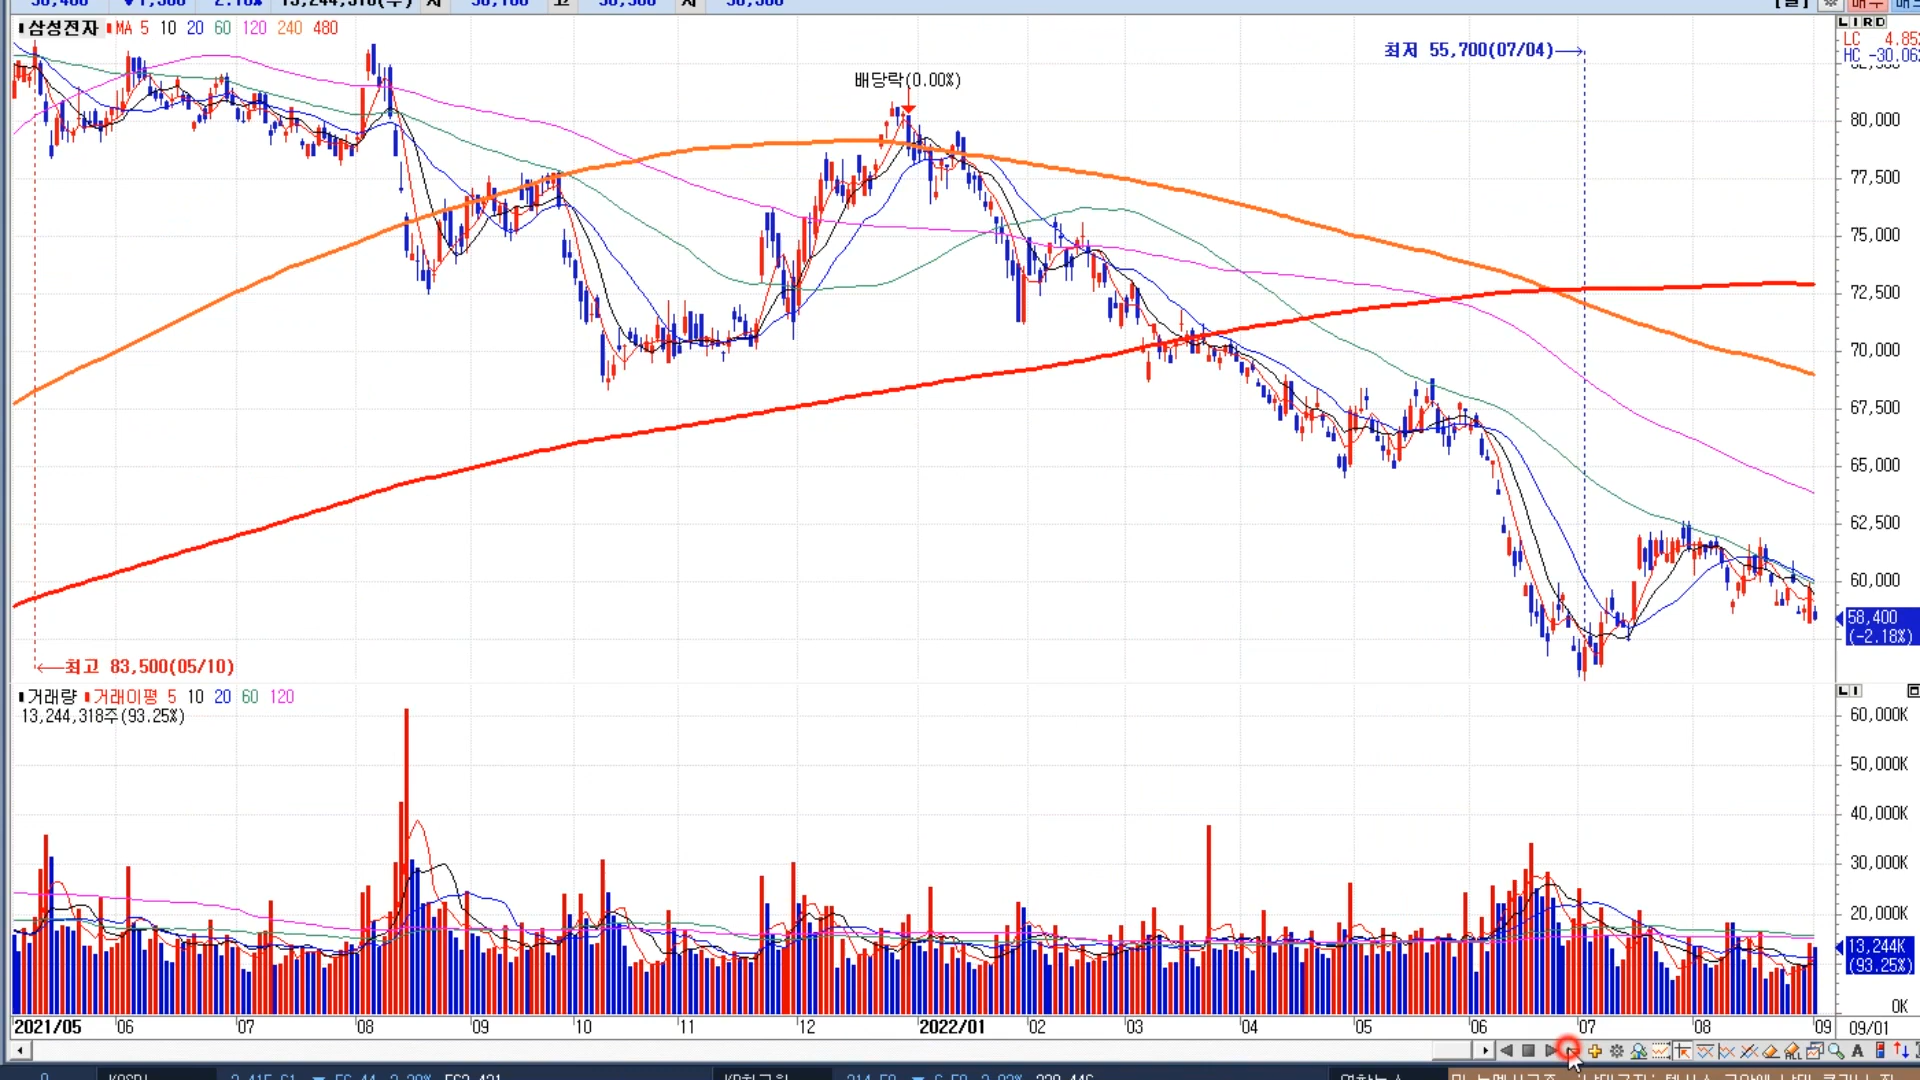 삼성전자 MA 5 10 20 60 120 240 480
LIRD
LC 4.85
HC -30.06
최저 55,700(07/04)
배당락(0.00%)
80,000
77,500
75,000
72,500
70,000
67,500
65,000
62,500
60,000
58,400
(-2.18%)
최고 83,500(05/10)
거래량 거래이평 5 10 20 60 120
13,244,318주(93.25%)
LI
60,000K
50,000K
40,000K
30,000K
20,000K
13,244K
(93.25%)
0K
2021/05 06 07 08 09 10 11 12 2022/01 02 03 04 05 06 07 08 09 09/01
A